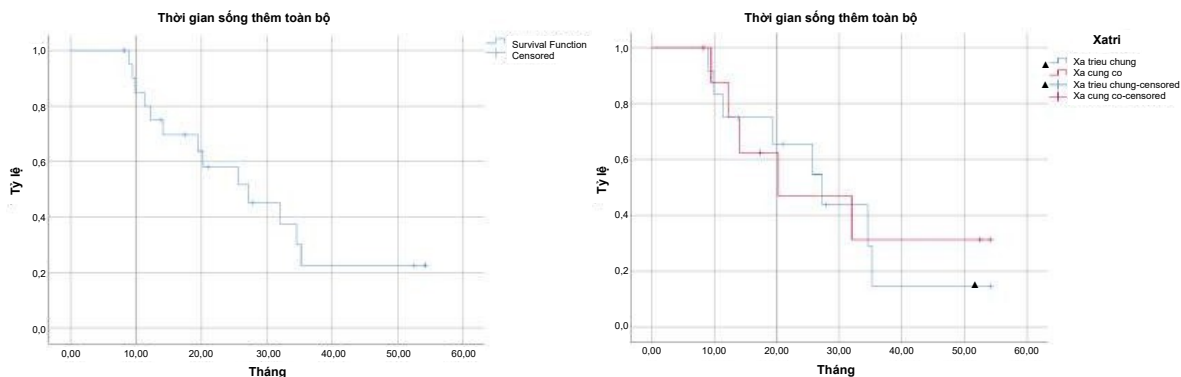 Thời gian sống thêm toàn bộ
Survival Function
Censored
1,0
0,8
0,6
0,4
0,2
0,0
Tỷ lệ
0,00 10,00 20,00 30,00 40,00 50,00 60,00
Tháng
Thời gian sống thêm toàn bộ
Xatri
Xa trieu chung
Xa cung co
Xa trieu chung-censored
Xa cung co-censored
1,0
0,8
0,6
0,4
0,2
0,0
Tỷ lệ
0,00 10,00 20,00 30,00 40,00 50,00 60,00
Tháng